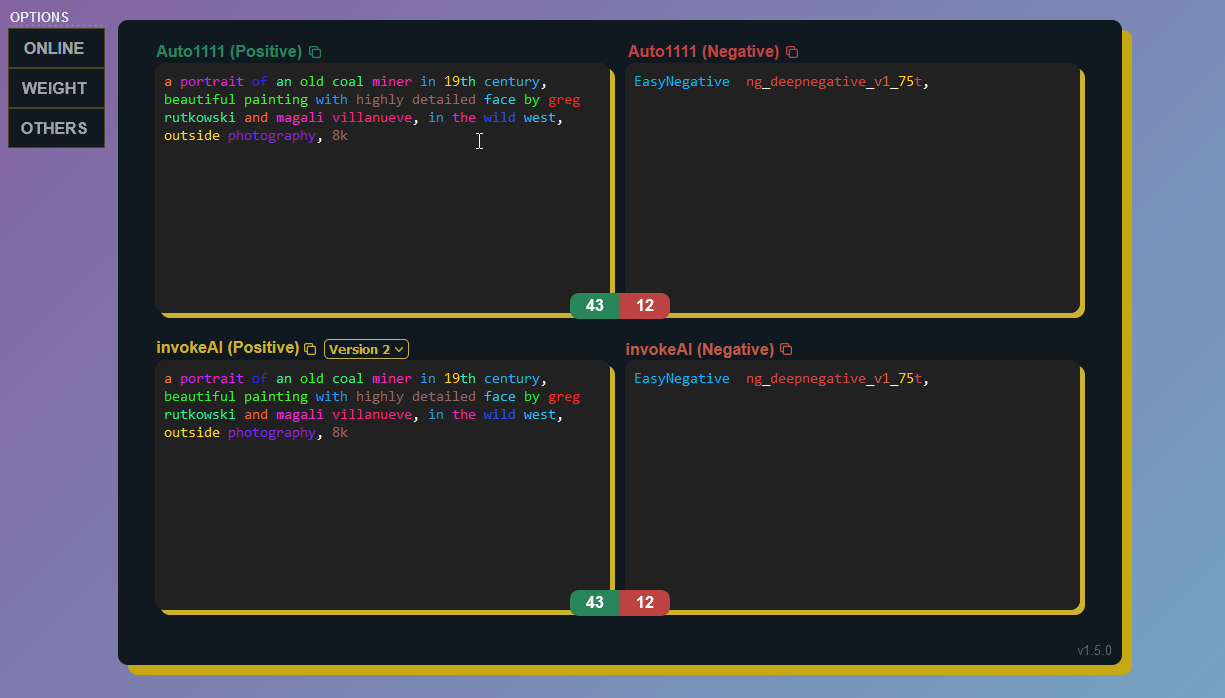 OPTIONS
ONLINE
WEIGHT
OTHERS
Auto1111 (Positive)
a portrait of an old coal miner in 19th century,
beautiful painting with highly detailed face by greg
rutkowski and magali villanueve, in the wild west,
outside photography, 8k
Auto1111 (Negative)
EasyNegative  ng_deepnegative_v1_75t,
43 12
invokeAI (Positive) Version 2
a portrait of an old coal miner in 19th century,
beautiful painting with highly detailed face by greg
rutkowski and magali villanueve, in the wild west,
outside photography, 8k
invokeAI (Negative)
EasyNegative  ng_deepnegative_v1_75t,
43 12
v1.5.0